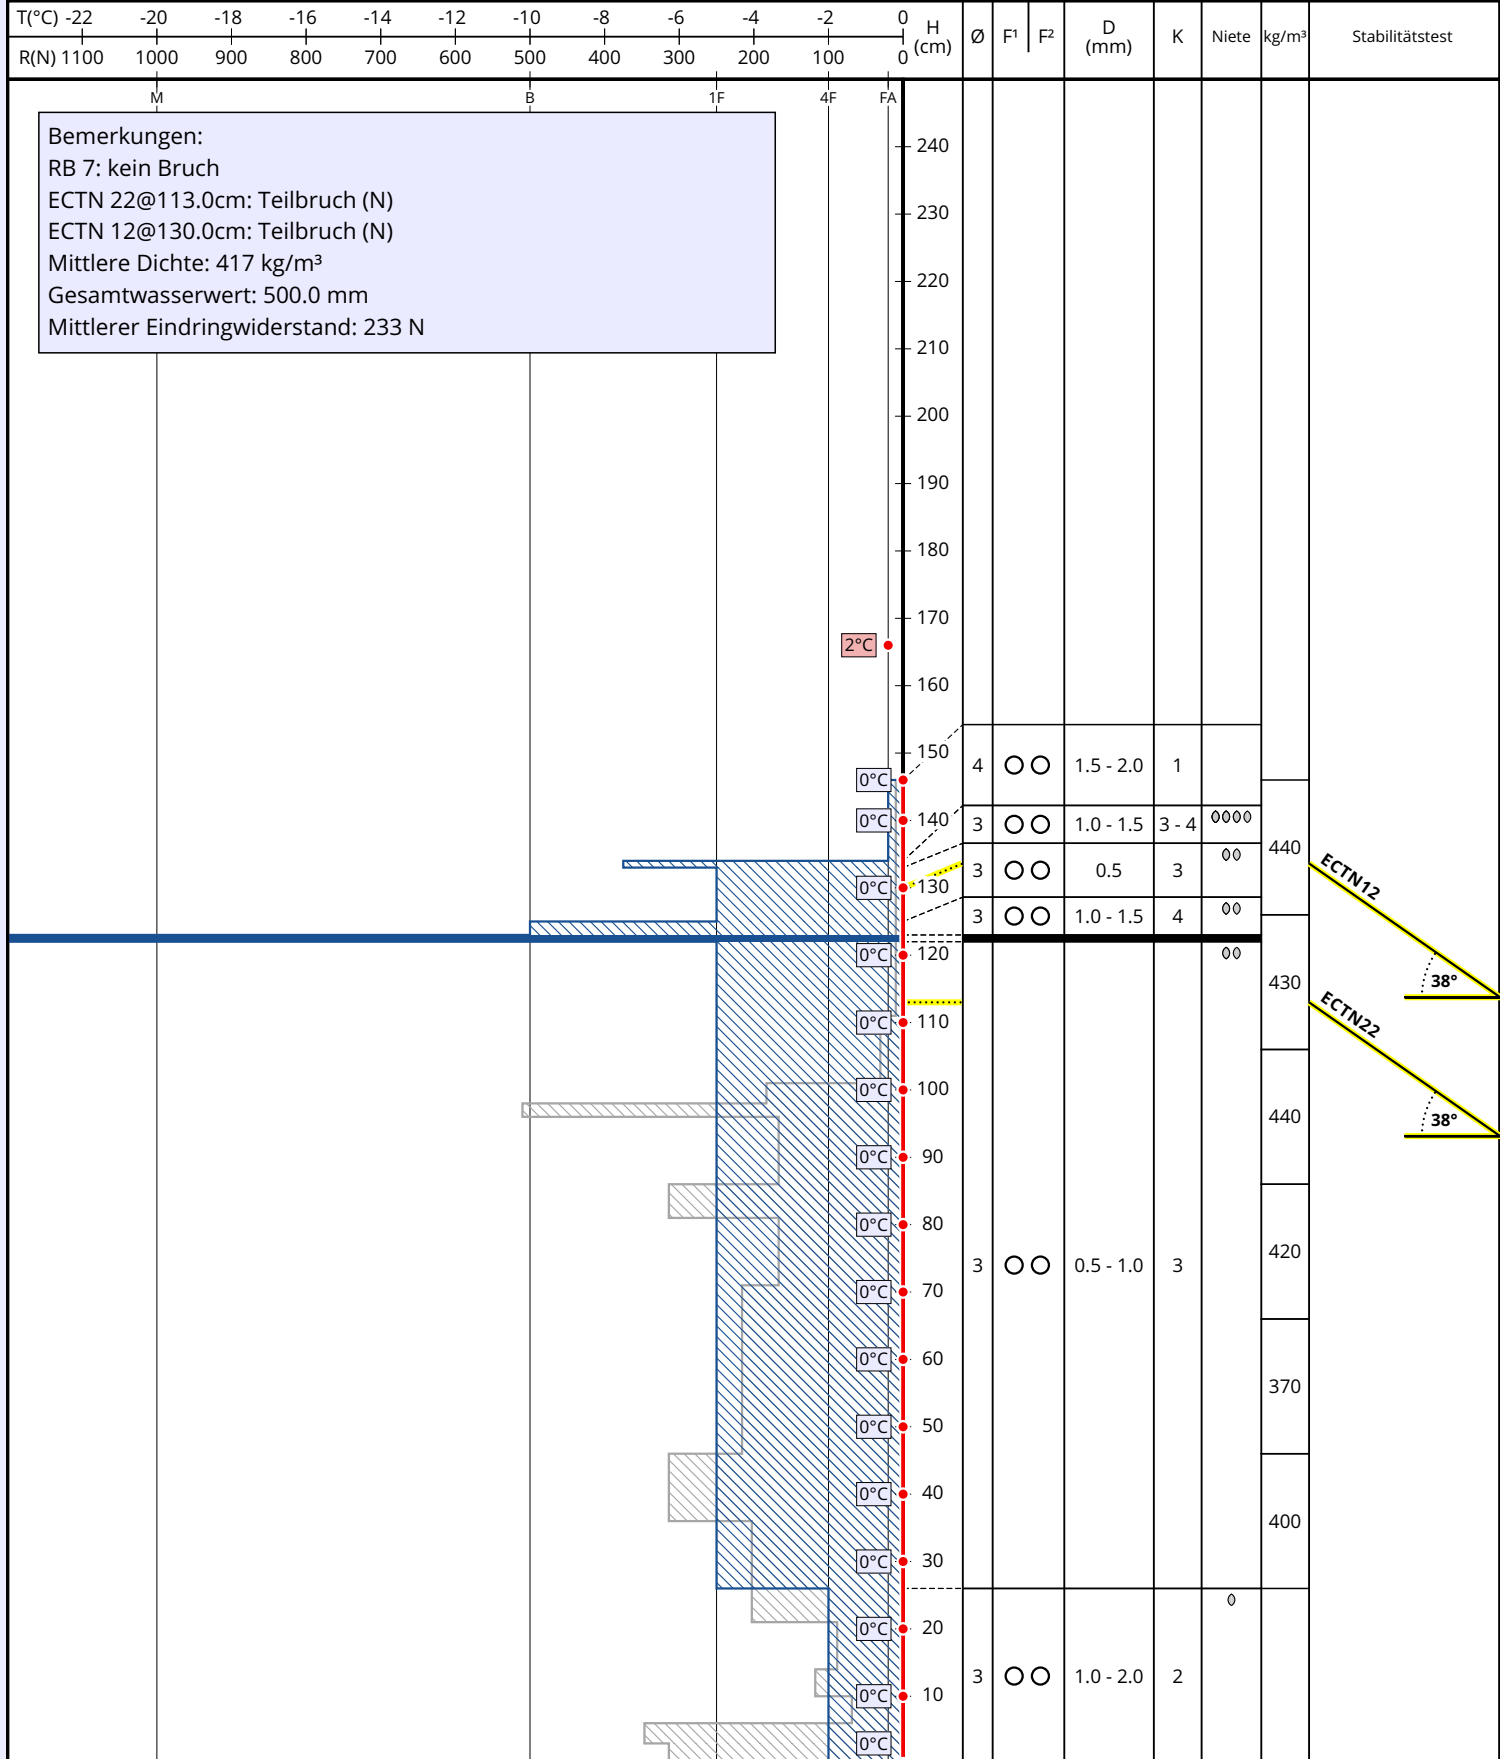 T(°C) -22 -20 -18 -16 -14 -12 -10 -8 -6 -4 -2 0
R(N) 1100 1000 900 800 700 600 500 400 300 200 100 0
H (cm) Ø F¹ F² D (mm) K Niete kg/m³ Stabilitätstest
M B 1F 4F FA
Bemerkungen:
RB 7: kein Bruch
ECTN 22@113.0cm: Teilbruch (N)
ECTN 12@130.0cm: Teilbruch (N)
Mittlere Dichte: 417 kg/m³
Gesamtwasserwert: 500.0 mm
Mittlerer Eindringwiderstand: 233 N
240
230
220
210
200
190
180
170
2°C
160
150
4 1.5 - 2.0 1
0°C
0°C 140
3 1.0 - 1.5 3 - 4
440
3 0.5 3
ECTN12
0°C 130
3 1.0 - 1.5 4
0°C 120
430
38°
ECTN22
0°C 110
0°C 100
440
38°
0°C 90
0°C 80
420
3 0.5 - 1.0 3
0°C 70
0°C 60
370
0°C 50
0°C 40
400
0°C 30
0°C 20
3 1.0 - 2.0 2
0°C 10
0°C